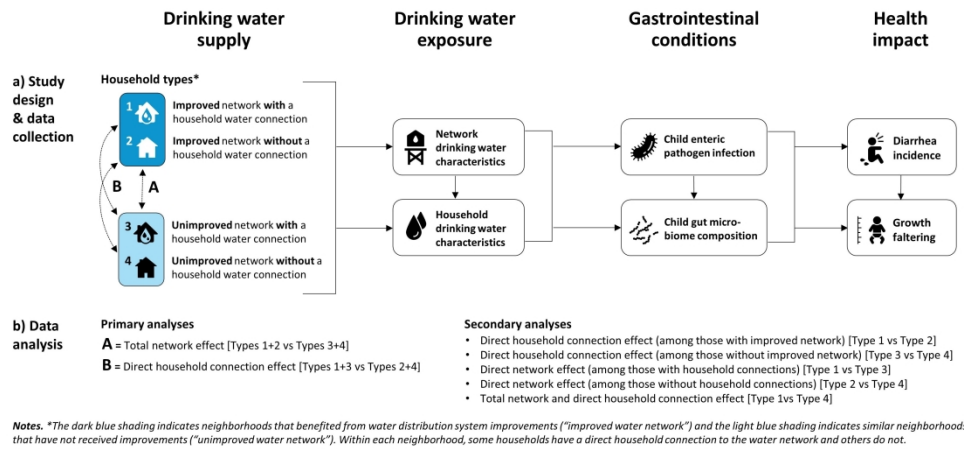 Drinking water
supply
Drinking water
exposure
Gastrointestinal
conditions
Health
impact
a) Study
design
& data
collection
Household types*
1
Improved network with a
household water connection
2
Improved network without a
household water connection
B
A
3
Unimproved network with a
household water connection
4
Unimproved network without a
household water connection
Network
drinking water
characteristics
Household
drinking water
characteristics
Child enteric
pathogen infection
Child gut micro-
biome composition
Diarrhea
incidence
Growth
faltering
b) Data
analysis
Primary analyses
A = Total network effect [Types 1+2 vs Types 3+4]
B = Direct household connection effect [Types 1+3 vs Types 2+4]
Secondary analyses
• Direct household connection effect (among those with improved network) [Type 1 vs Type 2]
• Direct household connection effect (among those without improved network) [Type 3 vs Type 4]
• Direct network effect (among those with household connections) [Type 1 vs Type 3]
• Direct network effect (among those without household connections) [Type 2 vs Type 4]
• Total network and direct household connection effect [Type 1vs Type 4]
Notes. *The dark blue shading indicates neighborhoods that benefited from water distribution system improvements ("improved water network") and the light blue shading indicates similar neighborhoods
that have not received improvements ("unimproved water network"). Within each neighborhood, some households have a direct household connection to the water network and others do not.